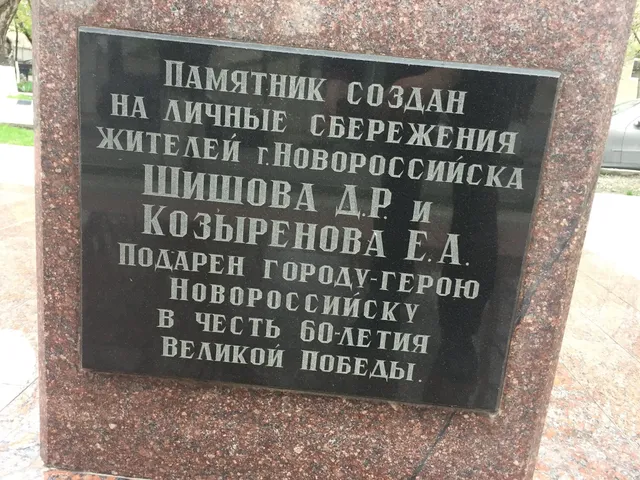 Памятник создан
на личные сбережения
жителей г. Новороссийска
Шишова Д.Р. и
Козыренова Е.А.
Подарен городу-герою
Новороссийску
в честь 60-летия
Великой Победы.